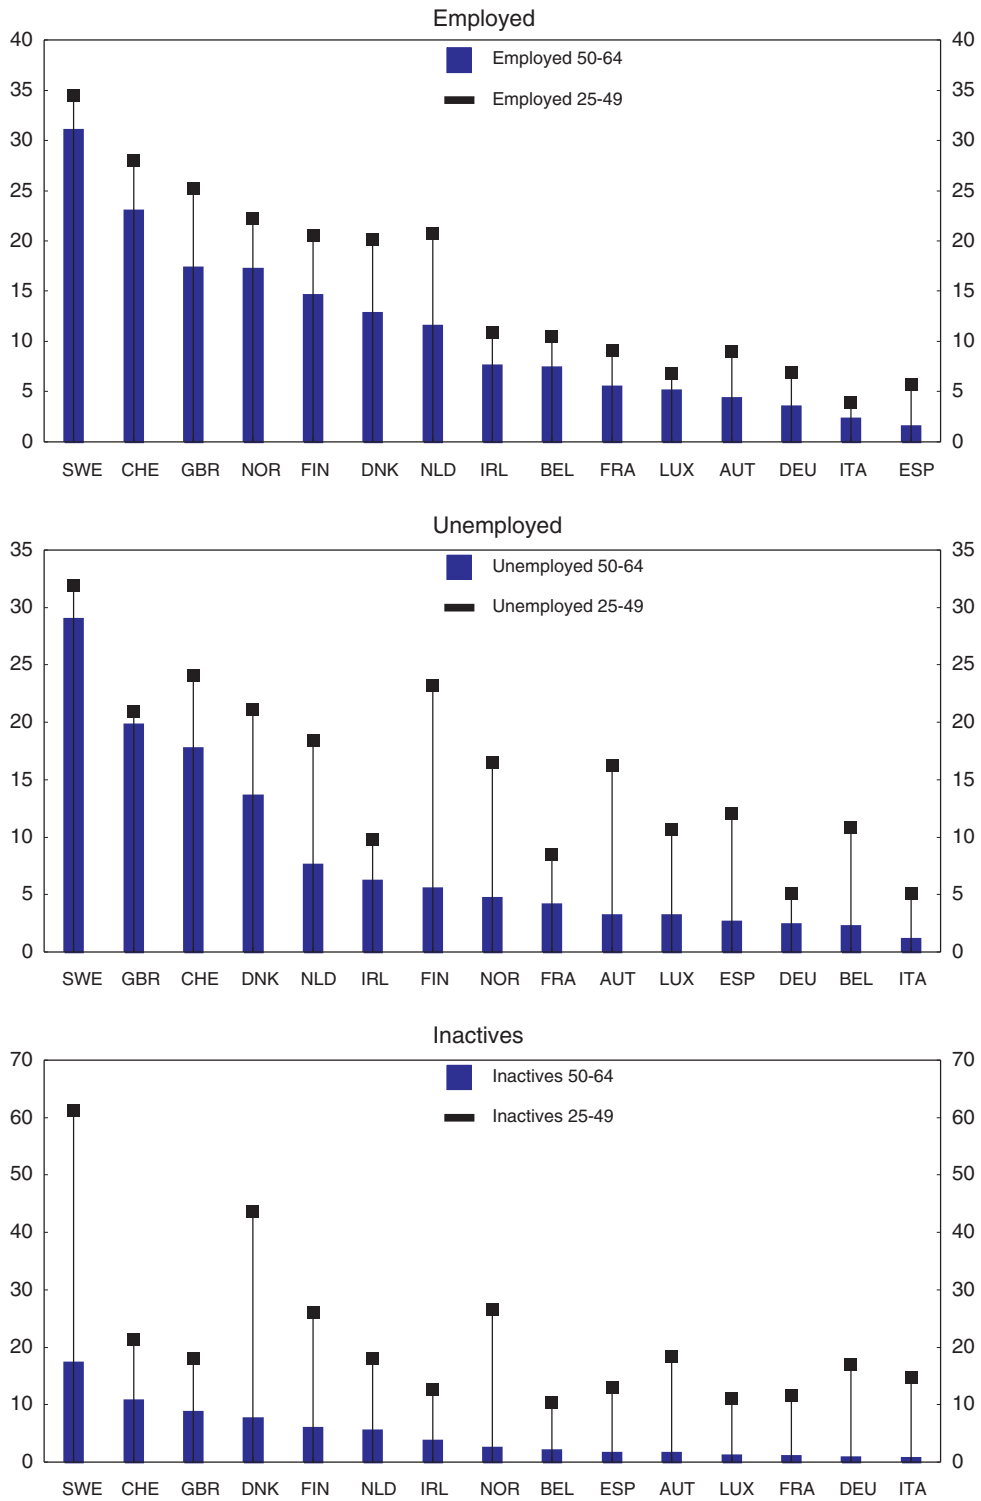 Employed
40 40
Employed 50-64
35 35
Employed 25-49
30 30
25 25
20 20
15 15
10 10
5 5
0 0
SWE CHE GBR NOR FIN DNK NLD IRL BEL FRA LUX AUT DEU ITA ESP
Unemployed
35 35
Unemployed 50-64
30 30
Unemployed 25-49
25 25
20 20
15 15
10 10
5 5
0 0
SWE GBR CHE DNK NLD IRL FIN NOR FRA AUT LUX ESP DEU BEL ITA
Inactives
70 70
Inactives 50-64
60 60
Inactives 25-49
50 50
40 40
30 30
20 20
10 10
0 0
SWE CHE GBR DNK FIN NLD IRL NOR BEL ESP AUT LUX FRA DEU ITA